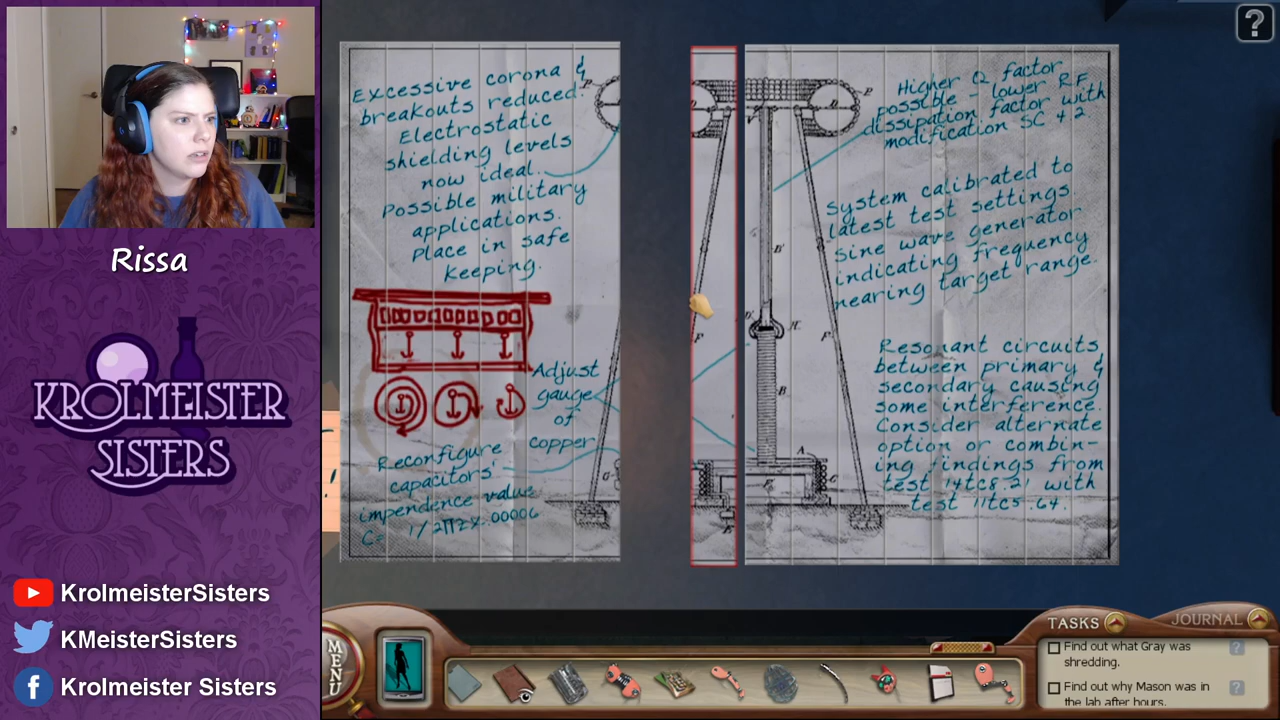 Rissa
KROLMEISTER
SISTERS
KrolmeisterSisters
KMeisterSisters
Krolmeister Sisters
Excessive corona &
breakouts reduced.
Electrostatic
shielding levels
now ideal.
Possible military
applications.
Place in safe
keeping.
Adjust
gauge
of
copper
Reconfigure
capacitors'
impendence value
C= 1/2π2x.00006
Higher Q factor
possible - lower RF
dissipation factor with
modification SC 42
System calibrated to
latest test settings
sine wave generator
indicating frequency
nearing target range.
Resonant circuits
between primary &
secondary causing
some interference.
Consider alternate
option or combin-
ing findings from
test 14tc8.21 with
test 11tc5.64.
P
D
D
P
B'
M
F
F
B
A
C
G
E
?
MENU
TASKS
JOURNAL
Find out what Gray was
shredding.
?
Find out why Mason was in
the lab after hours.
?